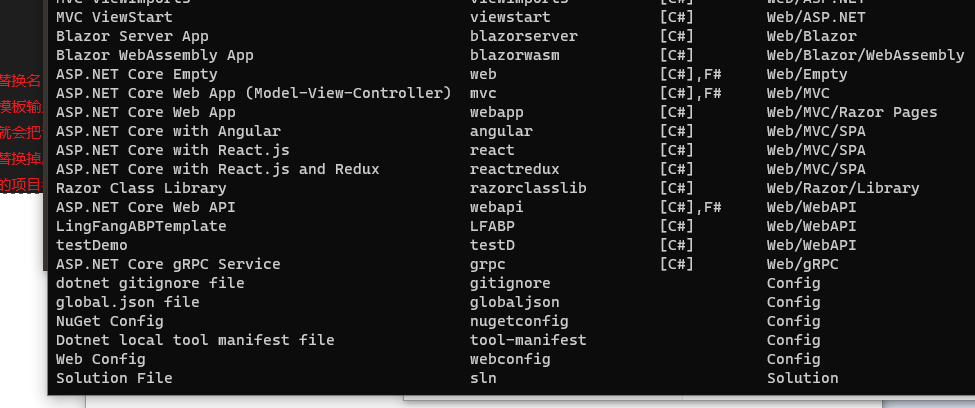 MVC ViewImports viewimports [C#] Web/ASP.NET
MVC ViewStart viewstart [C#] Web/ASP.NET
Blazor Server App blazorserver [C#] Web/Blazor
Blazor WebAssembly App blazorwasm [C#] Web/Blazor/WebAssembly
ASP.NET Core Empty web [C#],F# Web/Empty
ASP.NET Core Web App (Model-View-Controller) mvc [C#],F# Web/MVC
ASP.NET Core Web App webapp [C#] Web/MVC/Razor Pages
ASP.NET Core with Angular angular [C#] Web/MVC/SPA
ASP.NET Core with React.js react [C#] Web/MVC/SPA
ASP.NET Core with React.js and Redux reactredux [C#] Web/MVC/SPA
Razor Class Library razorclasslib [C#] Web/Razor/Library
ASP.NET Core Web API webapi [C#],F# Web/WebAPI
LingFangABPTemplate LFABP [C#] Web/WebAPI
testDemo testD [C#] Web/WebAPI
ASP.NET Core gRPC Service grpc [C#] Web/gRPC
dotnet gitignore file gitignore Config
global.json file globaljson Config
NuGet Config nugetconfig Config
Dotnet local tool manifest file tool-manifest Config
Web Config webconfig Config
Solution File sln Solution
替换名
模板输
就会把
替换掉
的项目